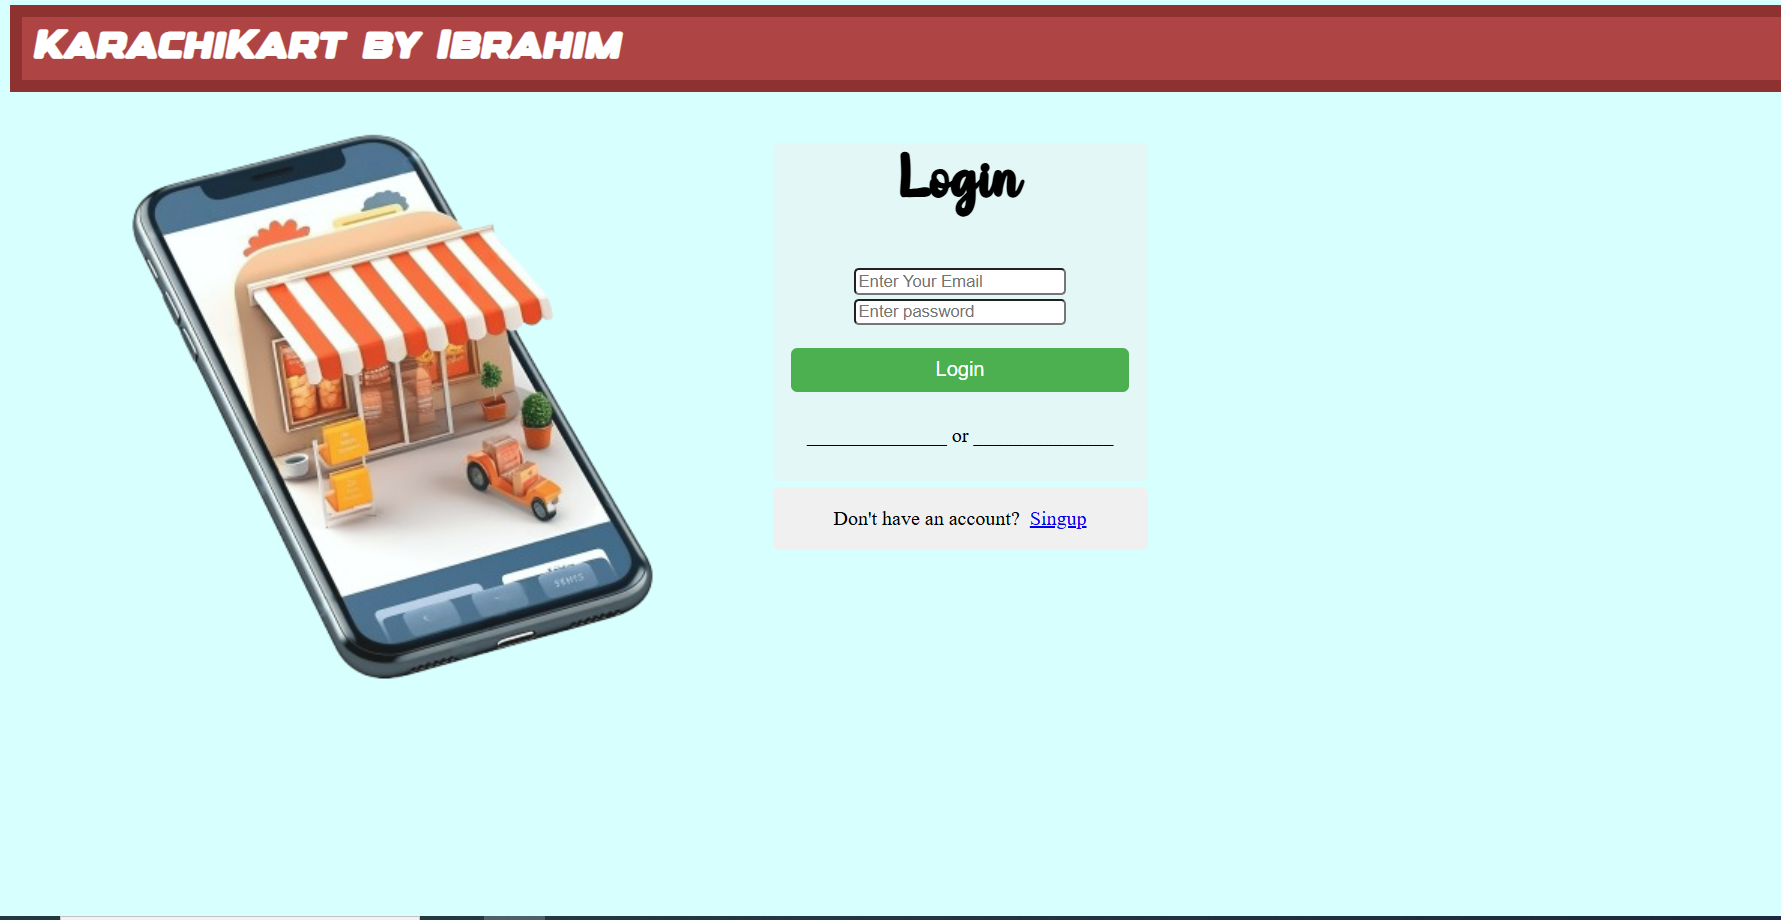 KarachiKart by Ibrahim
Login
Enter Your Email
Enter password
Login
______________ or ______________
Don't have an account? Singup